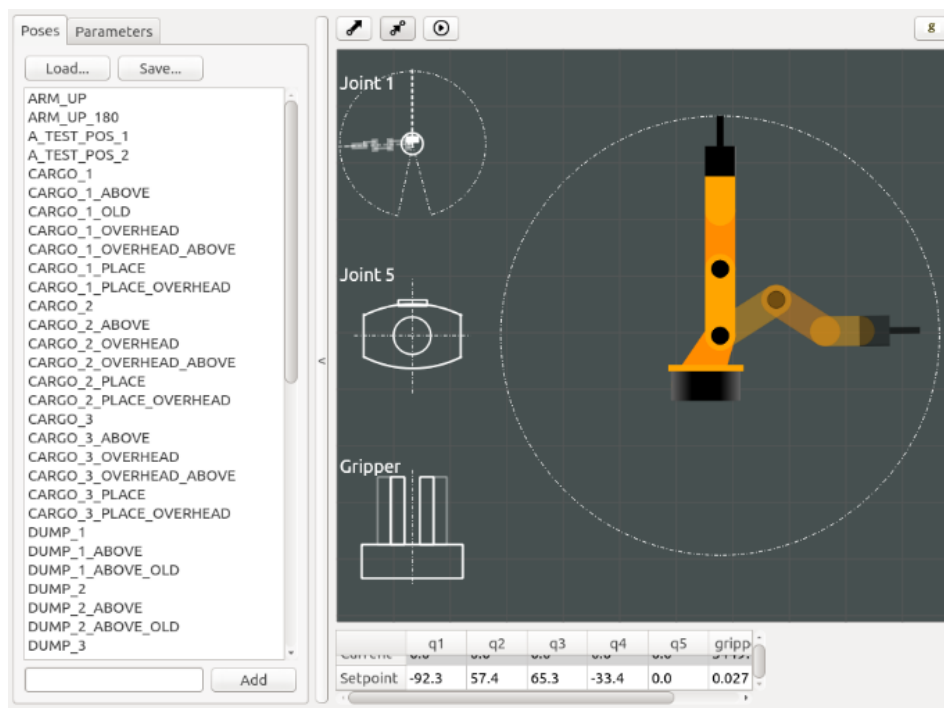 Poses Parameters
g
Load... Save...
ARM_UP
ARM_UP_180
A_TEST_POS_1
A_TEST_POS_2
CARGO_1
CARGO_1_ABOVE
CARGO_1_OLD
CARGO_1_OVERHEAD
CARGO_1_OVERHEAD_ABOVE
CARGO_1_PLACE
CARGO_1_PLACE_OVERHEAD
CARGO_2
CARGO_2_ABOVE
CARGO_2_OVERHEAD
CARGO_2_OVERHEAD_ABOVE
CARGO_2_PLACE
CARGO_2_PLACE_OVERHEAD
CARGO_3
CARGO_3_ABOVE
CARGO_3_OVERHEAD
CARGO_3_OVERHEAD_ABOVE
CARGO_3_PLACE
CARGO_3_PLACE_OVERHEAD
DUMP_1
DUMP_1_ABOVE
DUMP_1_ABOVE_OLD
DUMP_2
DUMP_2_ABOVE
DUMP_2_ABOVE_OLD
DUMP_3
Add
<
Joint 1
Joint 5
Gripper
q1 q2 q3 q4 q5 gripp
Setpoint -92.3 57.4 65.3 -33.4 0.0 0.027